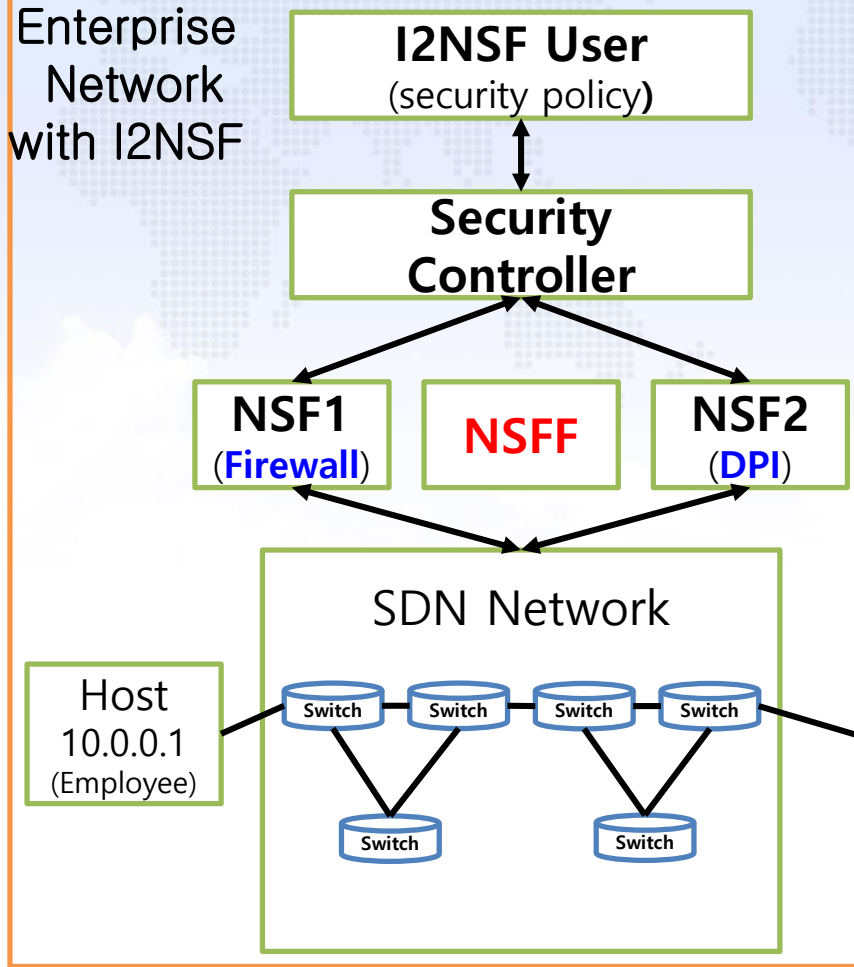 Enterprise
Network
with I2NSF
I2NSF User
(security policy)
Security
Controller
NSF1
(Firewall)
NSFF
NSF2
(DPI)
SDN Network
Host
10.0.0.1
(Employee)
Switch
Switch
Switch
Switch
Switch
Switch